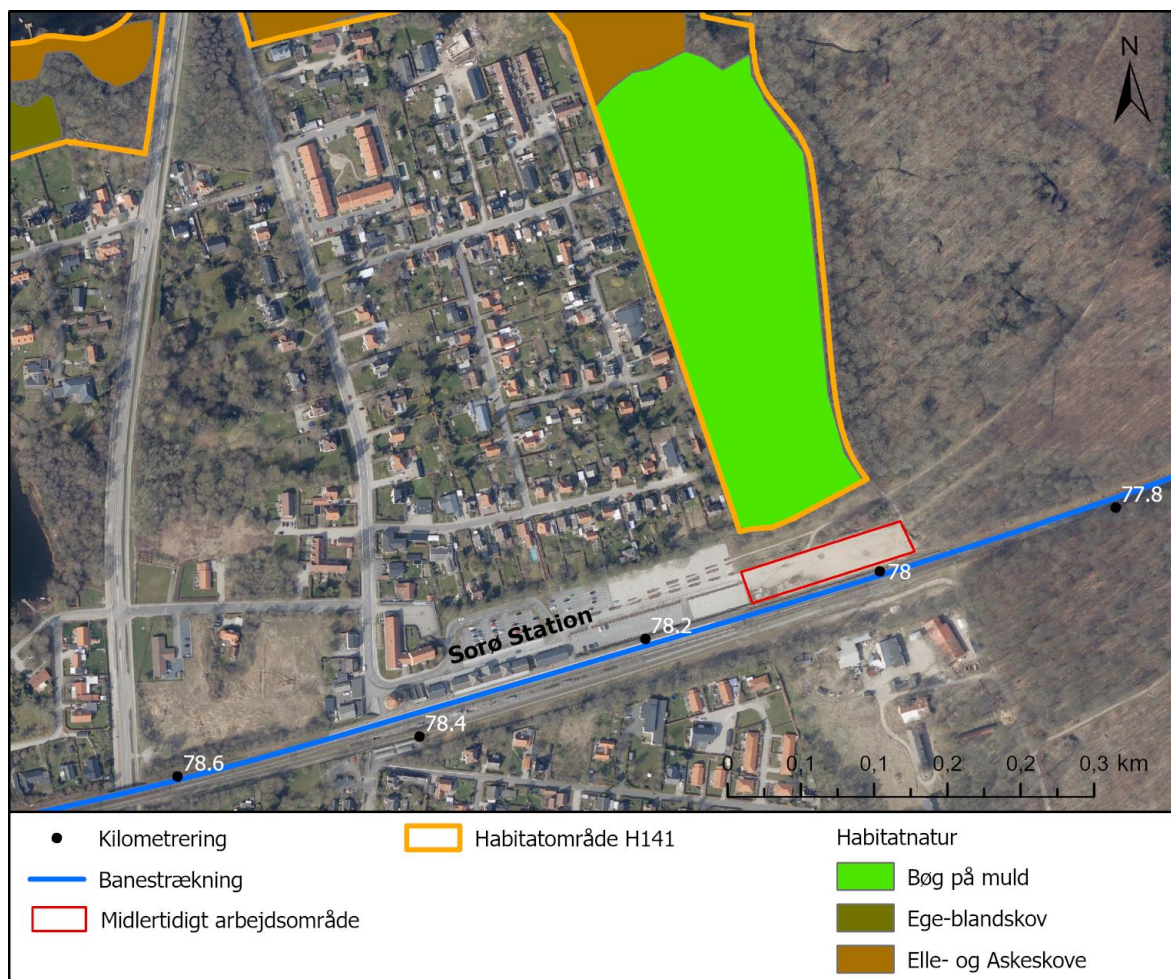 N
77.8
78
Sorø Station
78.2
78.4
78.6
0 0,1 0,1 0,2 0,2 0,3 km
Kilometrering
Banestrækning
Midlertidigt arbejdsområde
Habitatområde H141
Habitatnatur
Bøg på muld
Ege-blandskov
Elle- og Askeskove